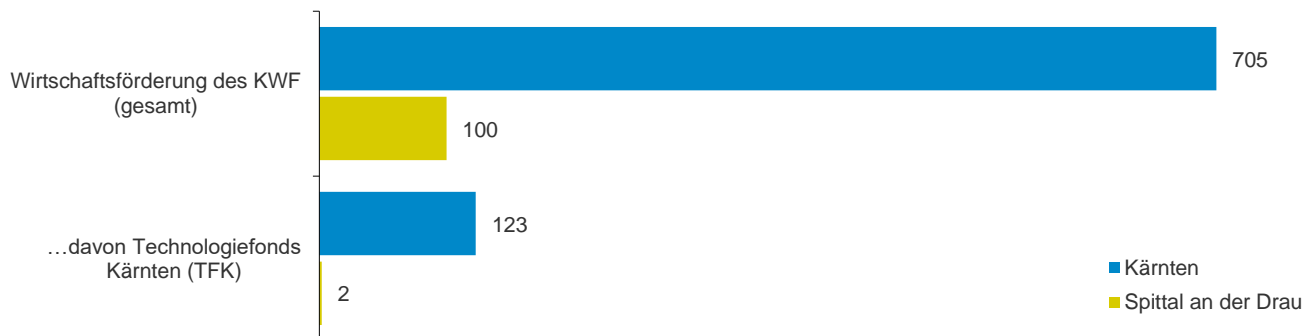 Wirtschaftsförderung des KWF
(gesamt)
705
100
…davon Technologiefonds
Kärnten (TFK)
123
2
Kärnten
Spittal an der Drau